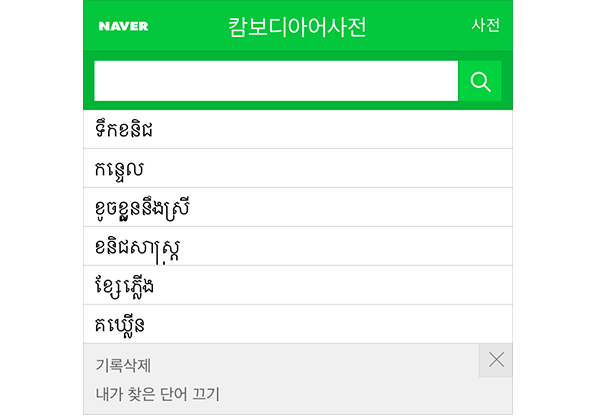 NAVER 캄보디아어사전 사전
ទឹកខនិជ
កន្ទេល
ខូចខ្លួននឹងស្រី
ខនិជសាស្ត្រ
ខ្សែភ្លើង
គឃ្លើន
기록삭제
내가 찾은 단어 끄기